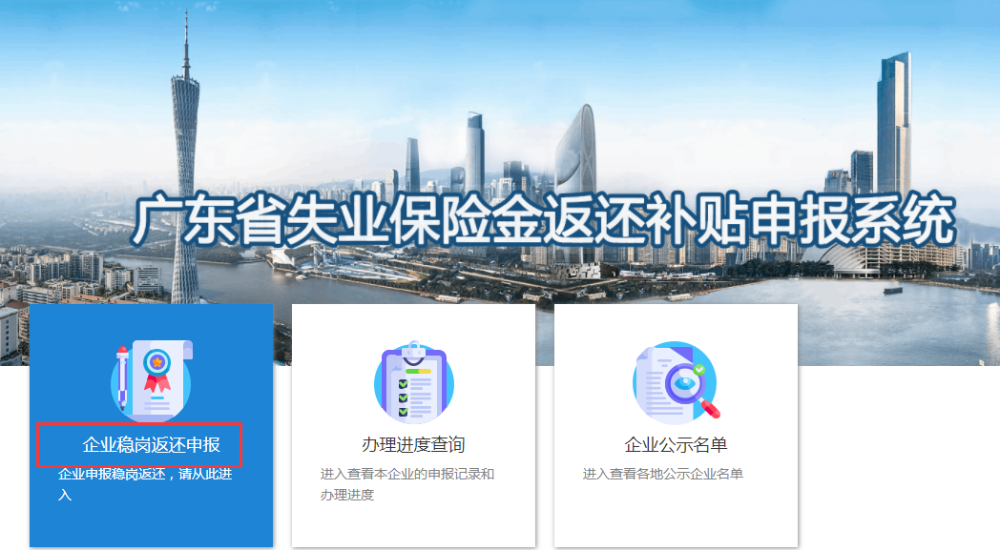 广东省失业保险金返还补贴申报系统
企业稳岗返还申报
企业申报稳岗返还，请从此进
入
办理进度查询
进入查看本企业的申报记录和
办理进度
企业公示名单
进入查看各地公示企业名单